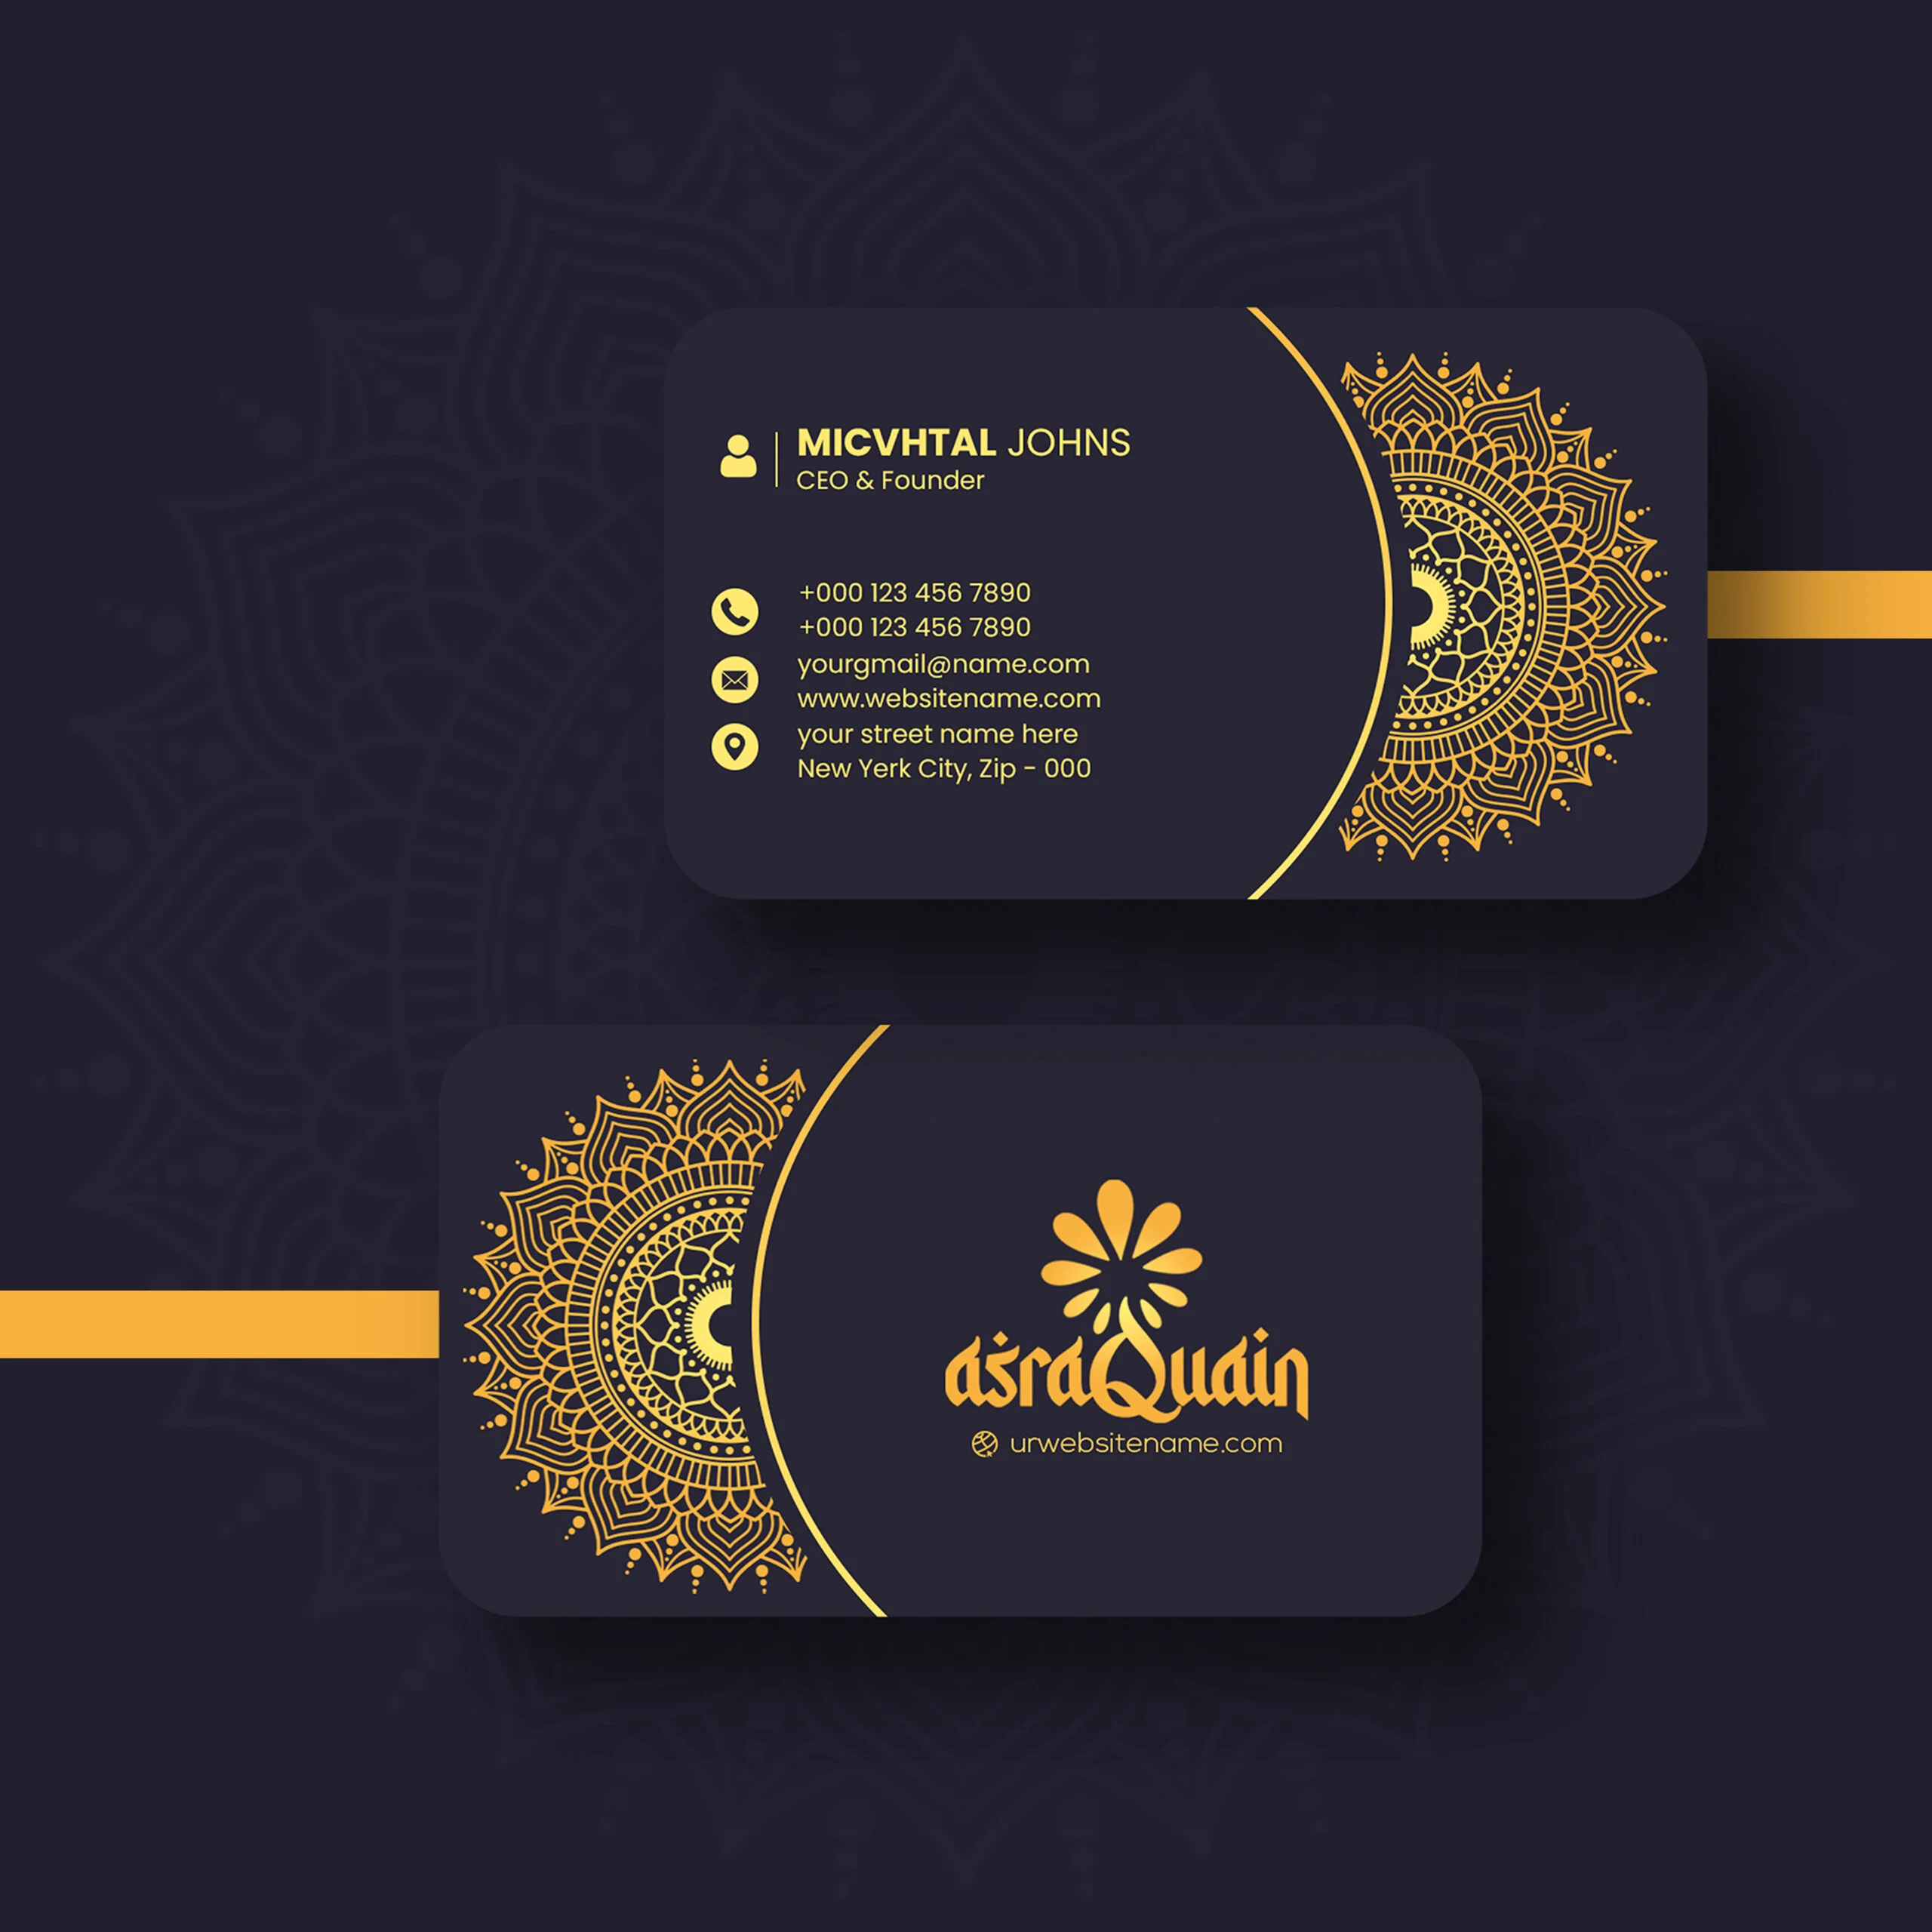 MICVHTAL JOHNS
CEO & Founder
+000 123 456 7890
+000 123 456 7890
yourgmail@name.com
www.websitename.com
your street name here
New Yerk City, Zip - 000
asraQuain
urwebsitename.com